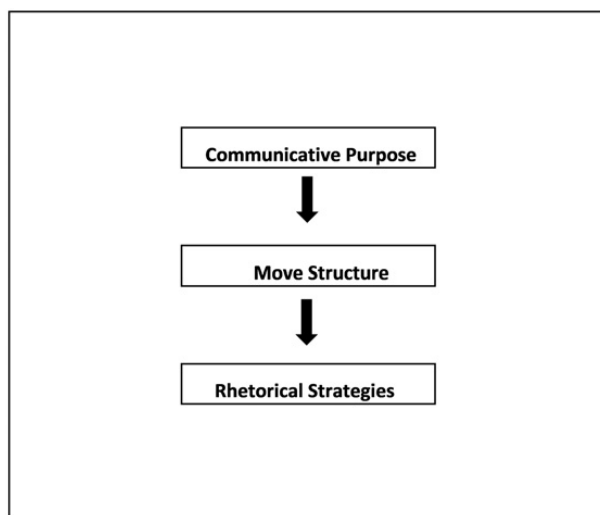 Communicative Purpose
Move Structure
Rhetorical Strategies